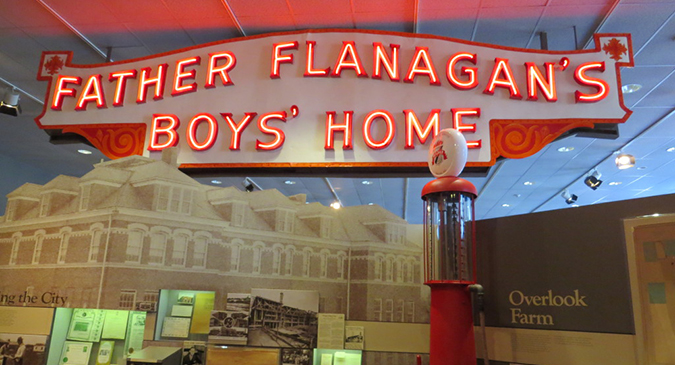 FATHER FLANAGAN'S
BOYS' HOME
ng the City
Overlook
Farm